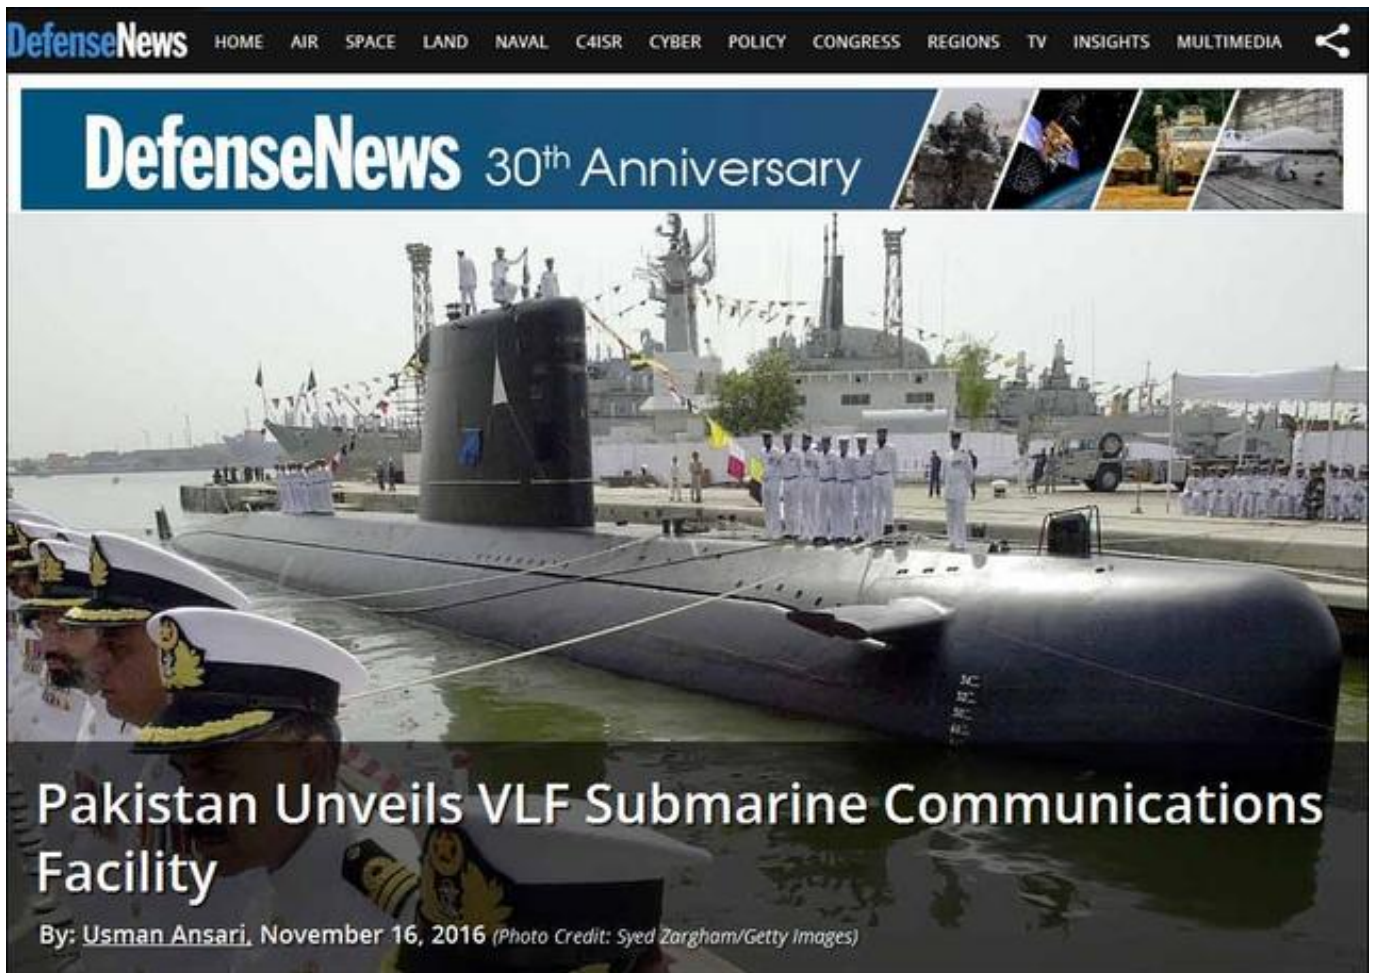 DefenseNews HOME AIR SPACE LAND NAVAL C4ISR CYBER POLICY CONGRESS REGIONS TV INSIGHTS MULTIMEDIA
DefenseNews 30th Anniversary
Pakistan Unveils VLF Submarine Communications
Facility
By: Usman Ansari, November 16, 2016 (Photo Credit: Syed Zargham/Getty Images)